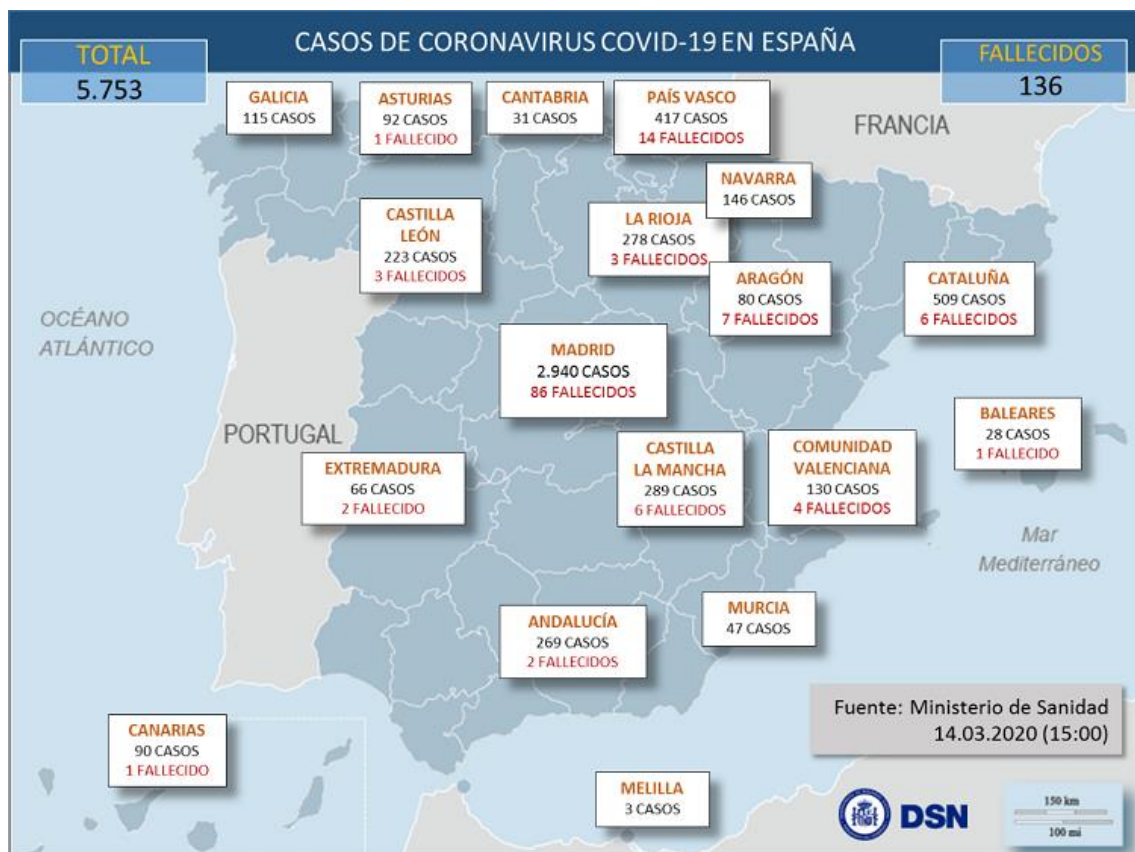 CASOS DE CORONAVIRUS COVID-19 EN ESPAÑA
TOTAL
5.753
FALLECIDOS
136
GALICIA
115 CASOS
ASTURIAS
92 CASOS
1 FALLECIDO
CANTABRIA
31 CASOS
PAÍS VASCO
417 CASOS
14 FALLECIDOS
FRANCIA
NAVARRA
146 CASOS
CASTILLA
LEÓN
223 CASOS
3 FALLECIDOS
LA RIOJA
278 CASOS
3 FALLECIDOS
ARAGÓN
80 CASOS
7 FALLECIDOS
CATALUÑA
509 CASOS
6 FALLECIDOS
OCÉANO
ATLÁNTICO
MADRID
2.940 CASOS
86 FALLECIDOS
PORTUGAL
BALEARES
28 CASOS
1 FALLECIDO
EXTREMADURA
66 CASOS
2 FALLECIDO
CASTILLA
LA MANCHA
289 CASOS
6 FALLECIDOS
COMUNIDAD
VALENCIANA
130 CASOS
4 FALLECIDOS
Mar
Mediterráneo
ANDALUCÍA
269 CASOS
2 FALLECIDOS
MURCIA
47 CASOS
Fuente: Ministerio de Sanidad
14.03.2020 (15:00)
CANARIAS
90 CASOS
1 FALLECIDO
MELILLA
3 CASOS
DSN
150 km
100 mi